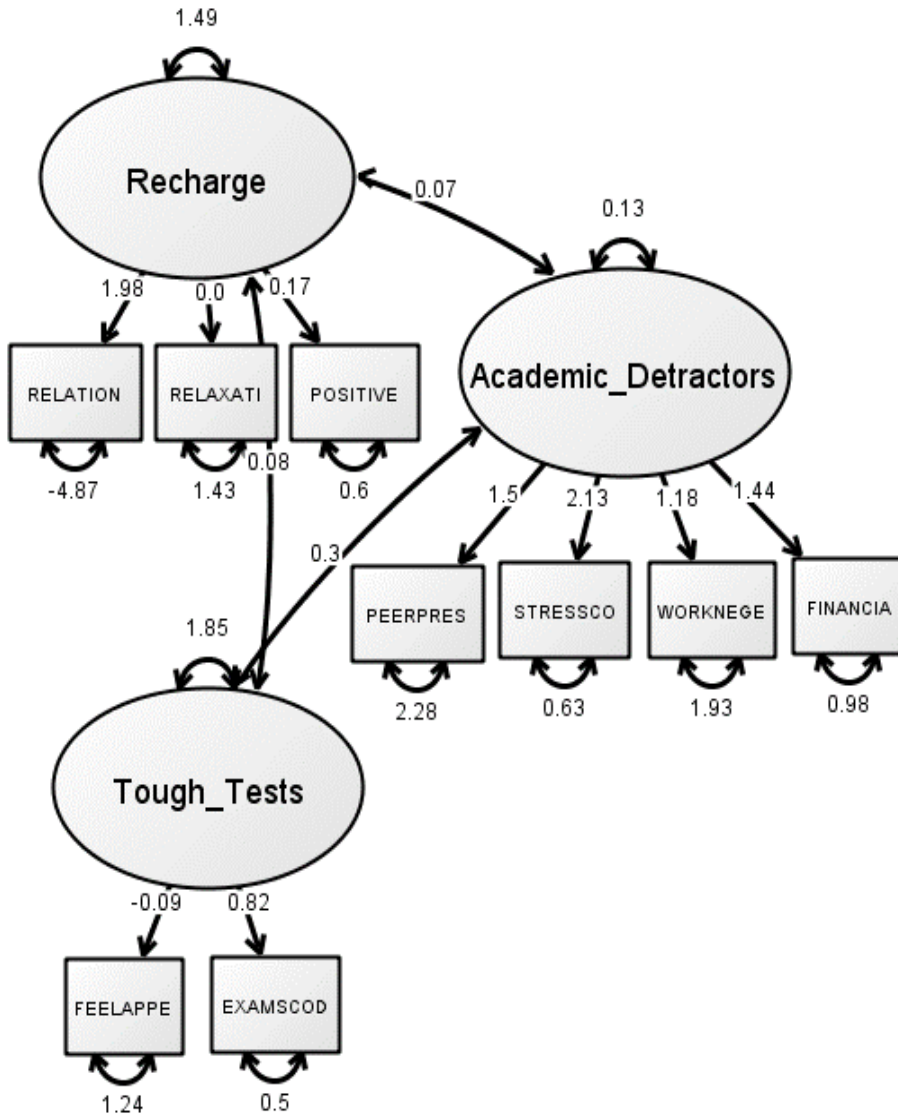 1.49
Recharge
0.07
0.13
1.98
0.0
0.17
RELATION
RELAXATI
POSITIVE
Academic_Detractors
-4.87
1.43
0.08
0.6
1.5
2.13
1.18
1.44
0.3
PEERPRES
STRESSCO
WORKNEGE
FINANCIA
1.85
2.28
0.63
1.93
0.98
Tough_Tests
-0.09
0.82
FEELAPPE
EXAMSCOD
1.24
0.5